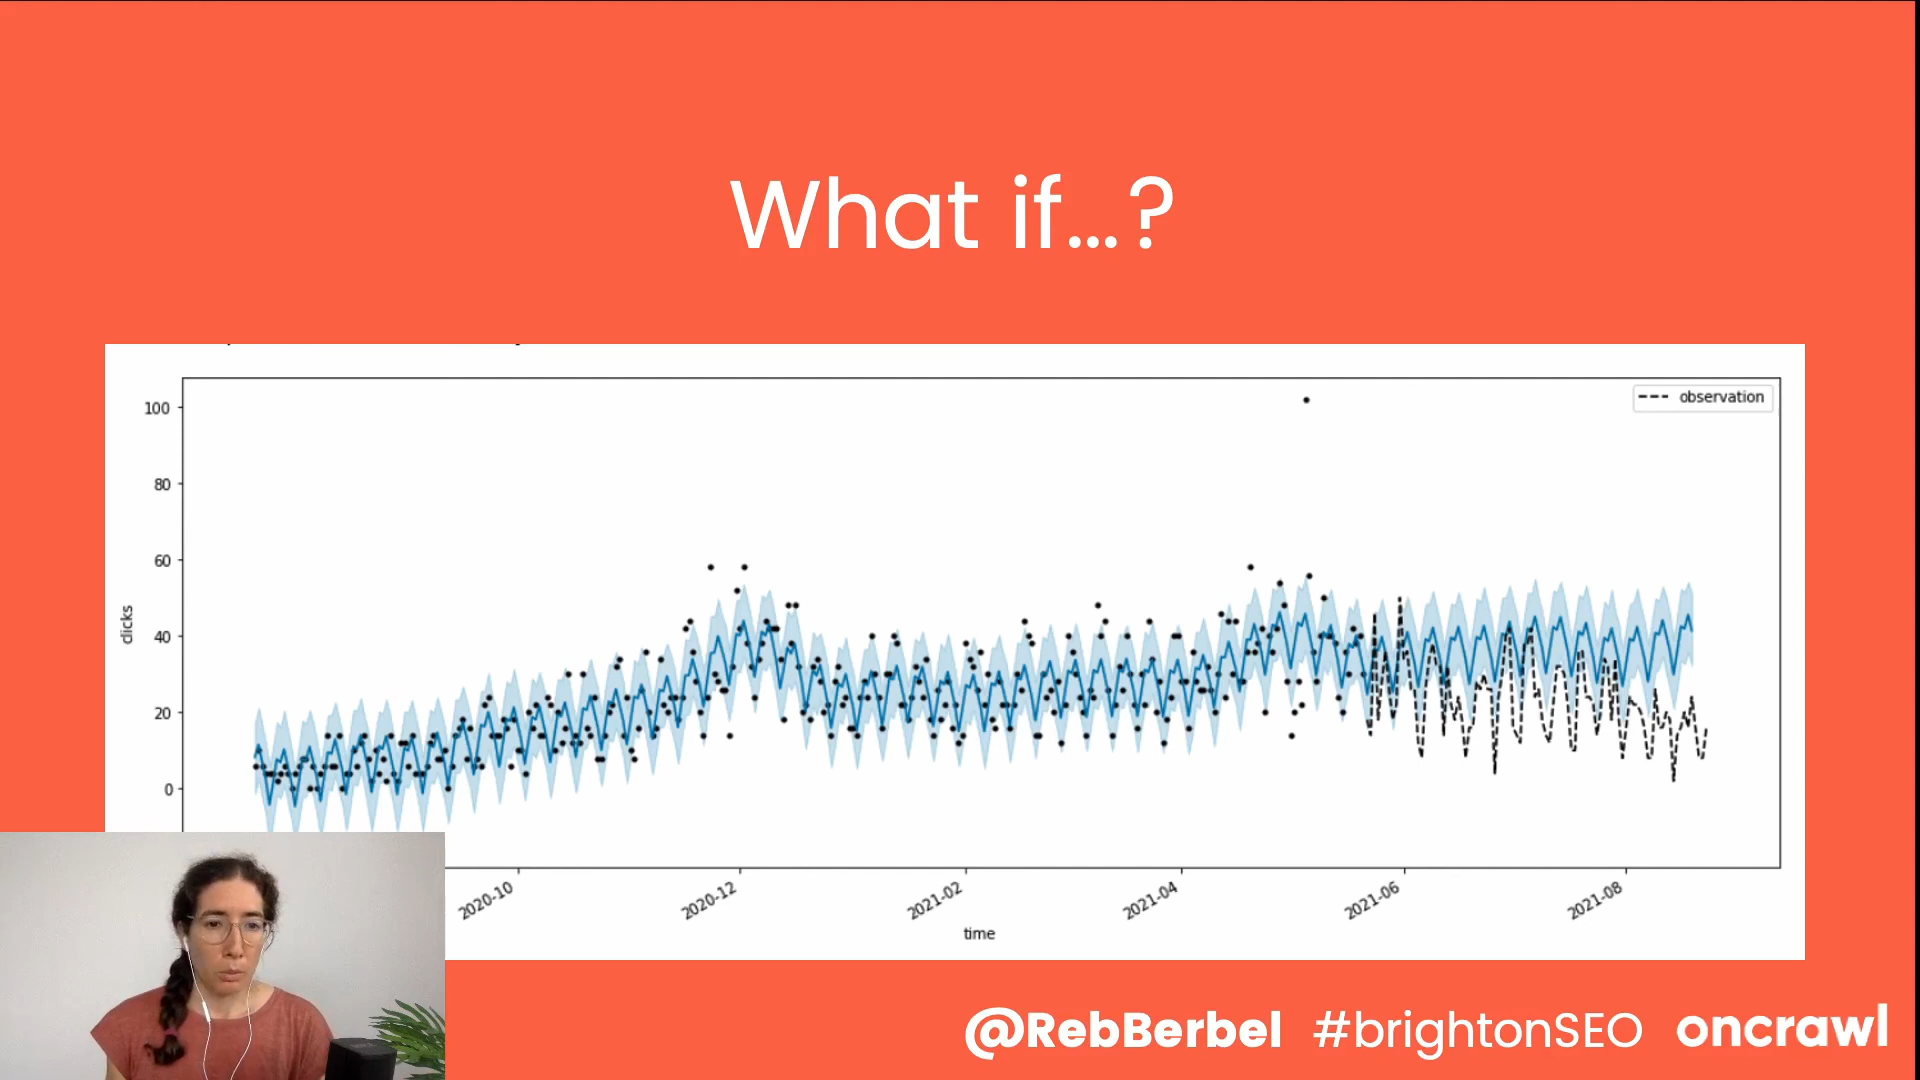 What if...?
observation
100
80
60
40
20
0
clicks
2020-10
2020-12
2021-02
2021-04
2021-06
2021-08
time
@RebBerbel #brightonSEO oncrawl